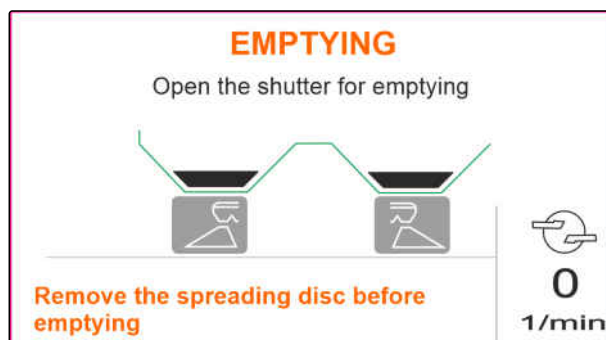 EMPTYING
Open the shutter for emptying
Remove the spreading disc before
emptying
0
1/min